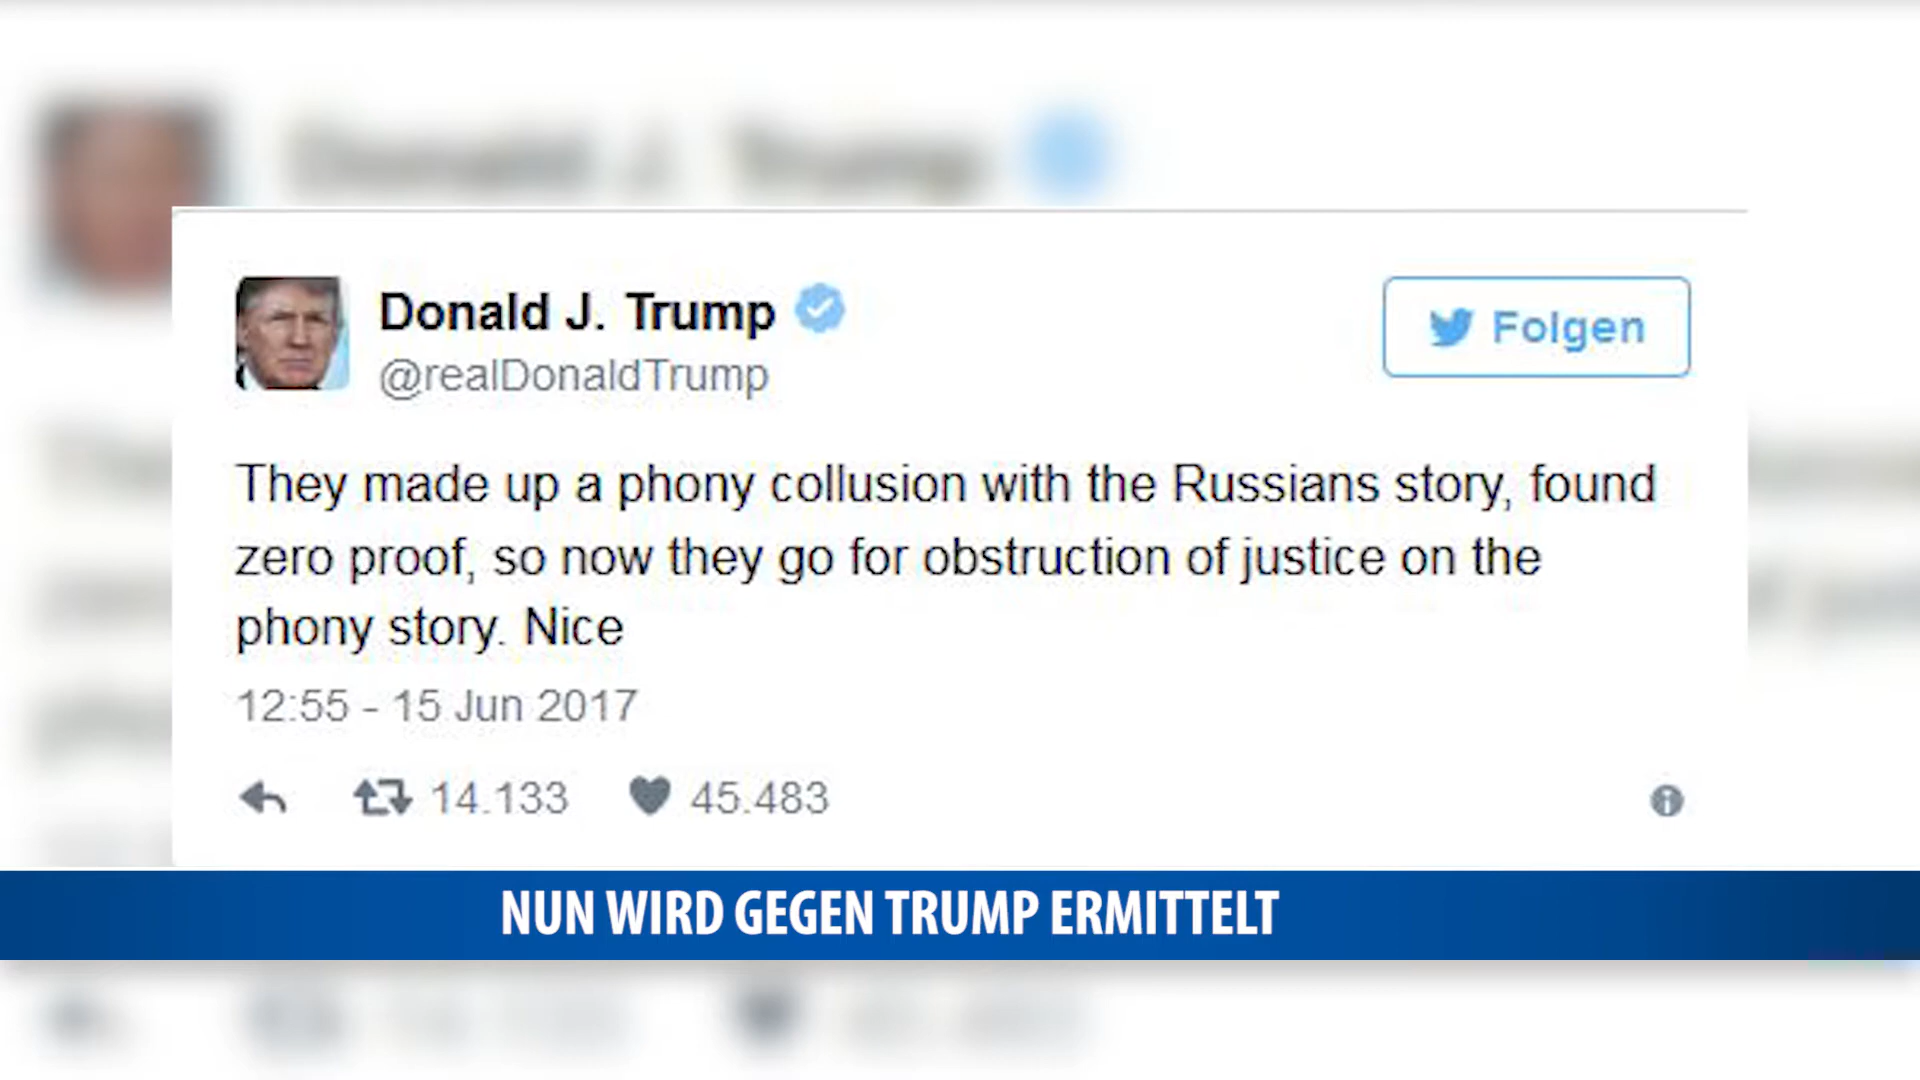 Donald J. Trump
@realDonaldTrump
Folgen
They made up a phony collusion with the Russians story, found
zero proof, so now they go for obstruction of justice on the
phony story. Nice
12:55 - 15 Jun 2017
14.133 45.483
NUN WIRD GEGEN TRUMP ERMITTELT